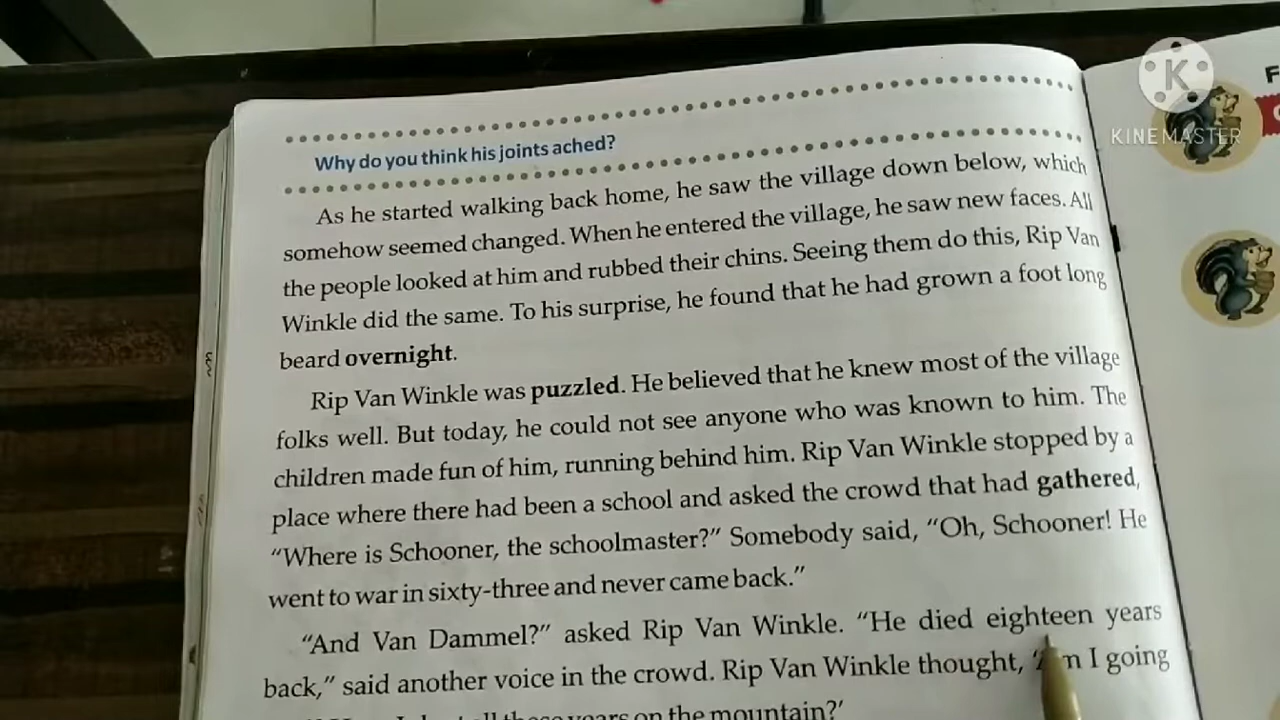 Why do you think his joints ached?
As he started walking back home, he saw the village down below, which
somehow seemed changed. When he entered the village, he saw new faces. All
the people looked at him and rubbed their chins. Seeing them do this, Rip Van
Winkle did the same. To his surprise, he found that he had grown a foot long
beard overnight.
Rip Van Winkle was puzzled. He believed that he knew most of the village
folks well. But today, he could not see anyone who was known to him. The
children made fun of him, running behind him. Rip Van Winkle stopped by a
place where there had been a school and asked the crowd that had gathered,
“Where is Schooner, the schoolmaster?” Somebody said, “Oh, Schooner! He
went to war in sixty-three and never came back.”
“And Van Dammel?” asked Rip Van Winkle. “He died eighteen years
back,” said another voice in the crowd. Rip Van Winkle thought, I going
years on the mountain?’
K
KINEMASTER